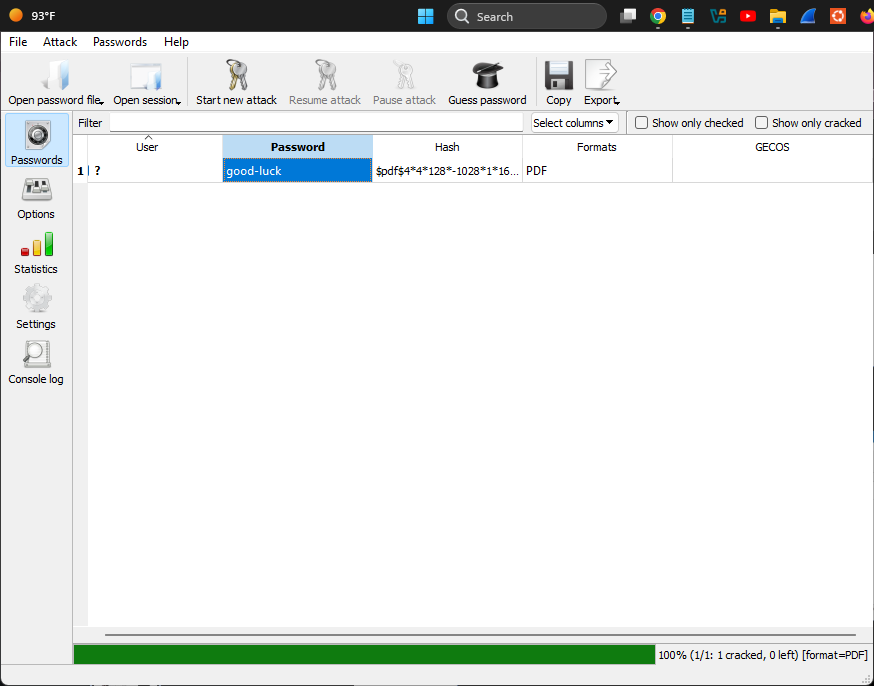 93°F
Search
File Attack Passwords Help
Open password file Open session Start new attack Resume attack Pause attack Guess password Copy Export
Filter Select columns Show only checked Show only cracked
Passwords
Options
Statistics
Settings
Console log
User Password Hash Formats GECOS
1 ? good-luck $pdf$4*4*128*-1028*1*16... PDF
100% (1/1: 1 cracked, 0 left) [format=PDF]